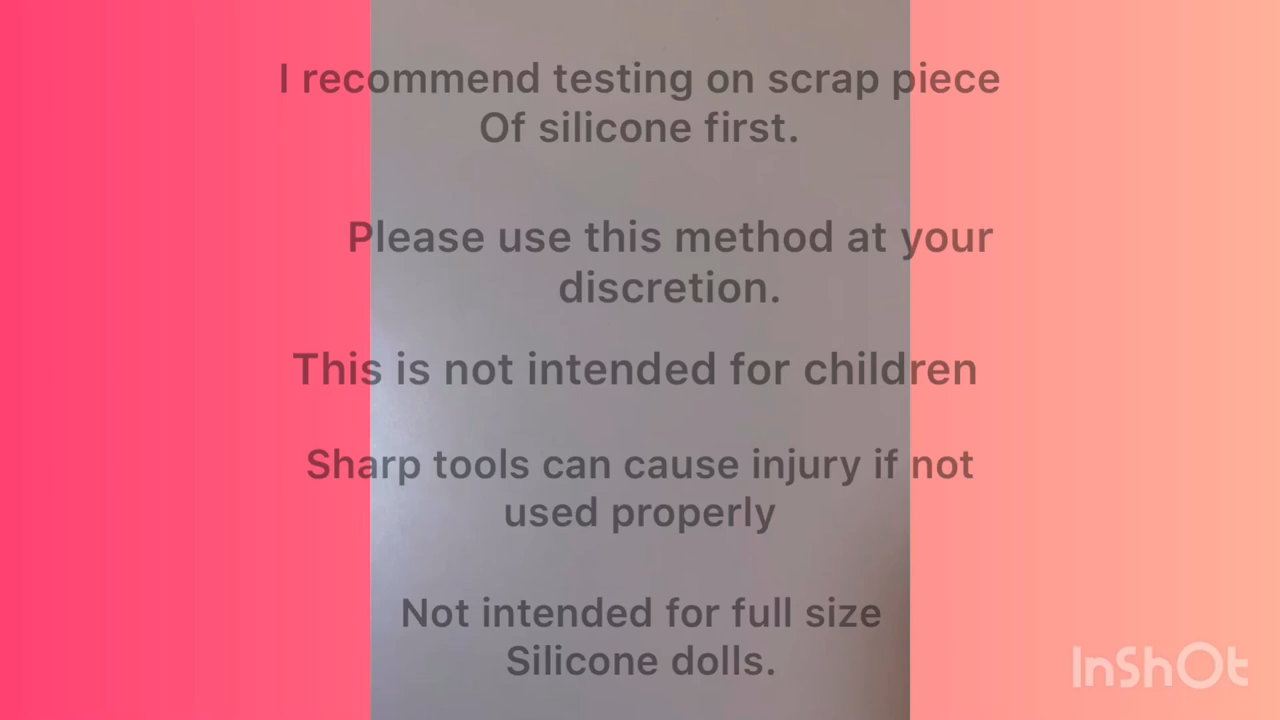 I recommend testing on scrap piece
Of silicone first.
Please use this method at your
discretion.
This is not intended for children
Sharp tools can cause injury if not
used properly
Not intended for full size
Silicone dolls.
InShOt